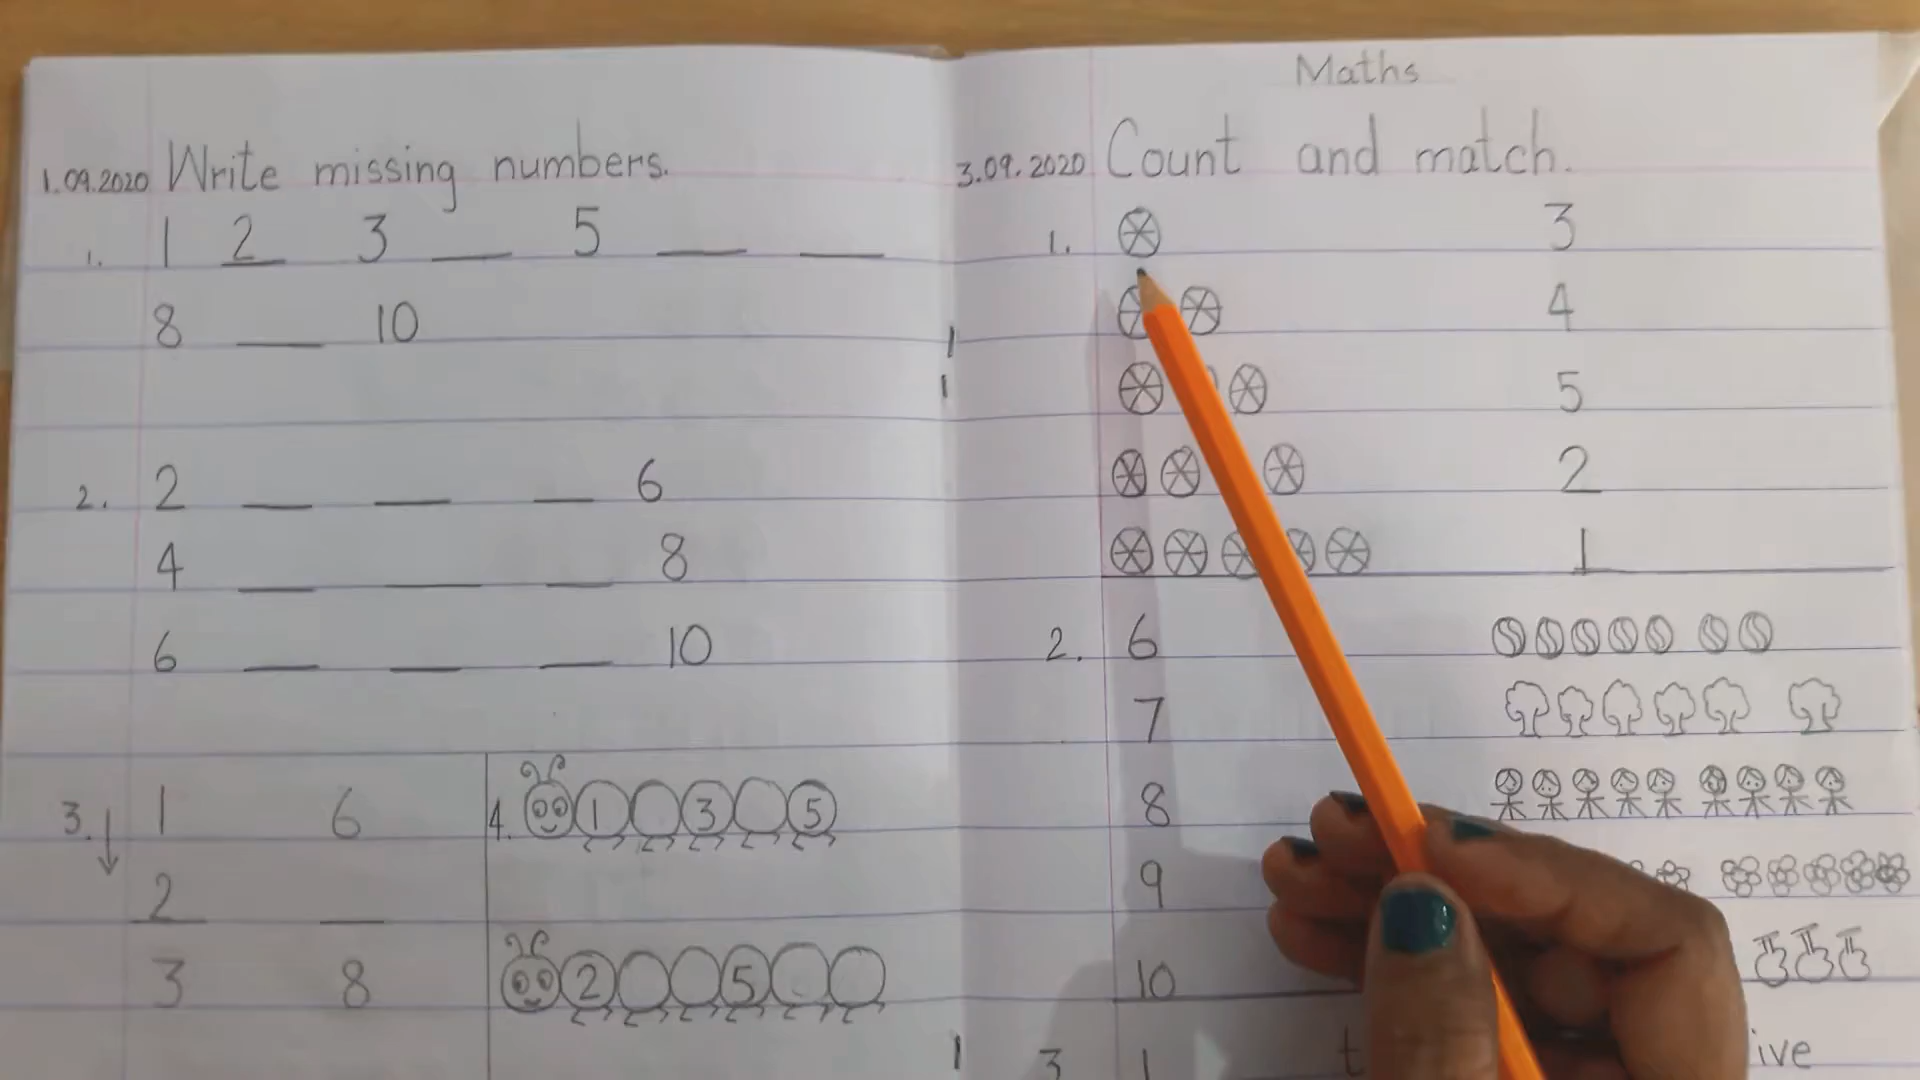 1.09.2020 Write missing numbers.
1. 1 2 3 __ 5 __ __
8 __ 10
2. 2 __ __ __ 6
4 __ __ __ 8
6 __ __ __ 10
3. 1 6
2 __
3 8
4. 1 3 5
2 5
Maths
3.09.2020 Count and match.
1. 3
4
5
2
1
2. 6
7
8
9
10
3 1